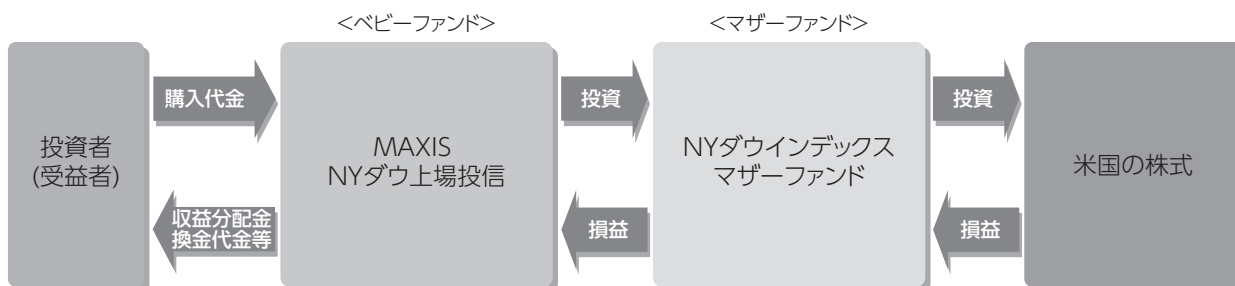 <ベビーファンド>
<マザーファンド>
投資者
(受益者)
購入代金
収益分配金
換金代金等
MAXIS
NYダウ上場投信
投資
損益
NYダウインデックス
マザーファンド
投資
損益
米国の株式